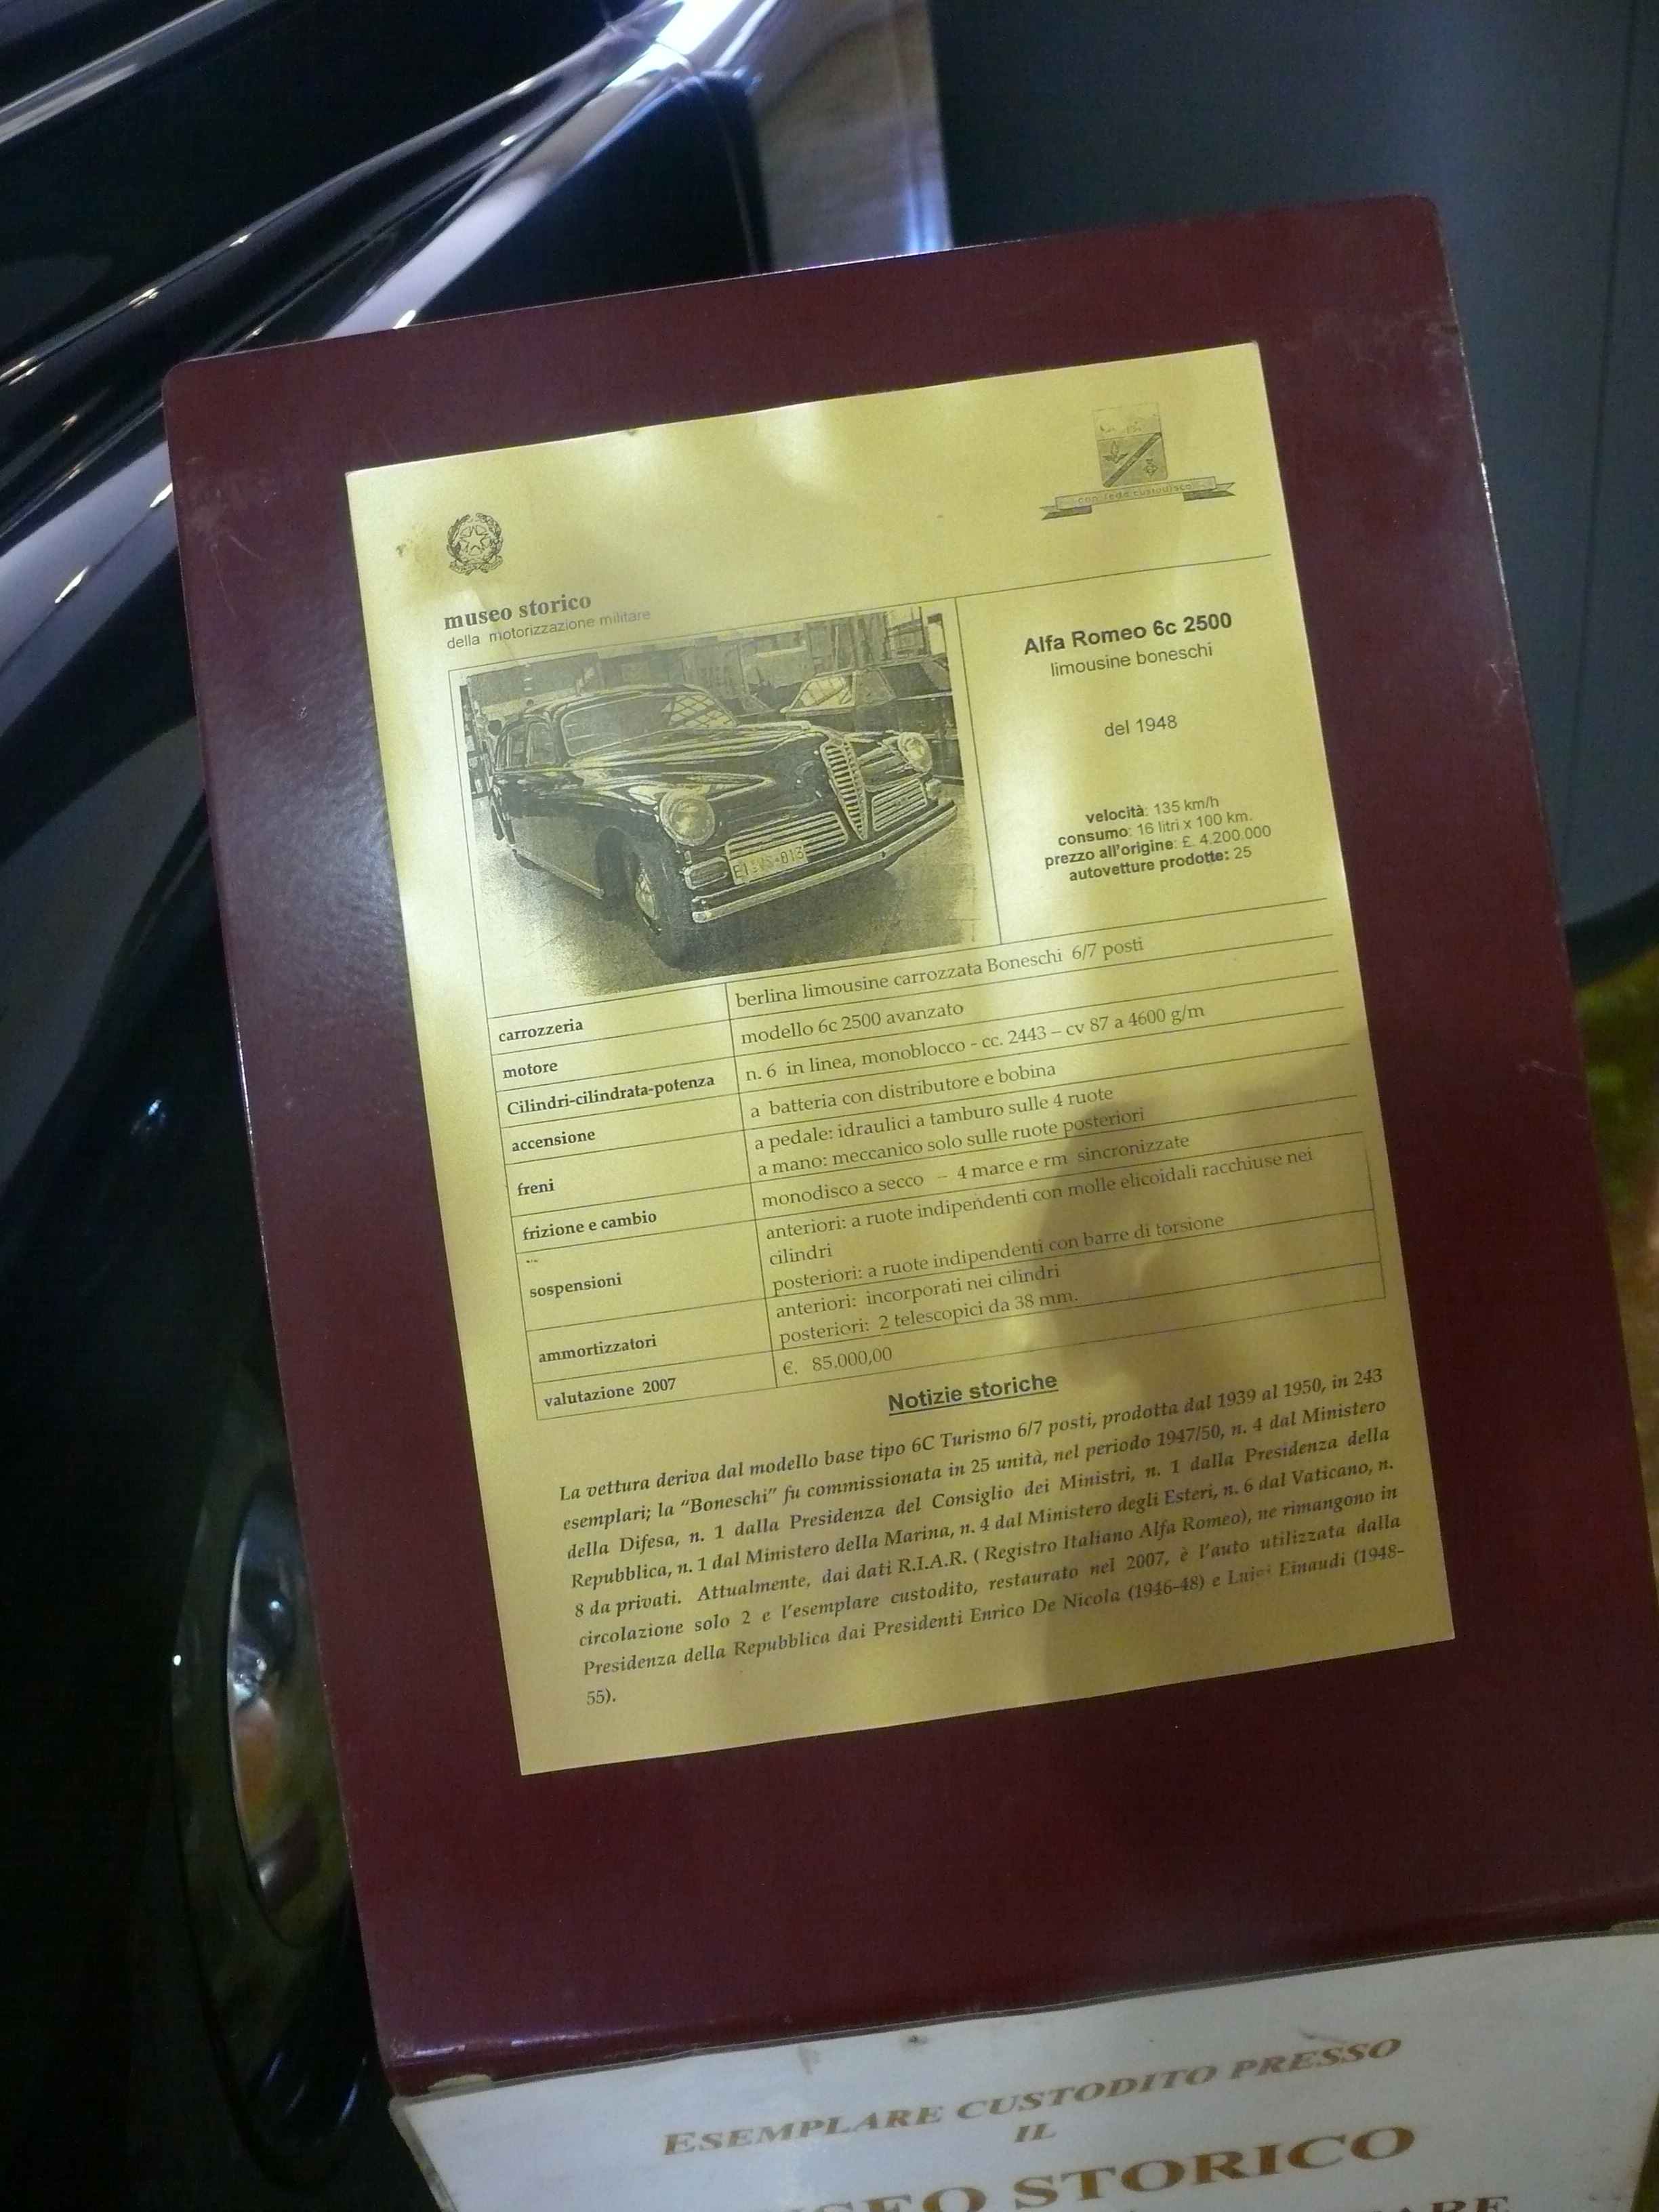 con fede custodisco
museo storico
della motorizzazione militare
EI VS 013
Alfa Romeo 6c 2500
limousine boneschi
del 1948
velocità: 135 km/h
consumo: 16 litri x 100 km.
prezzo all'origine: £. 4.200.000
autovetture prodotte: 25
carrozzeria berlina limousine carrozzata Boneschi 6/7 posti
motore modello 6c 2500 avanzato
Cilindri-cilindrata-potenza n. 6 in linea, monoblocco - cc. 2443 – cv 87 a 4600 g/m
accensione a batteria con distributore e bobina
freni a pedale: idraulici a tamburo sulle 4 ruote
a mano: meccanico solo sulle ruote posteriori
frizione e cambio monodisco a secco – 4 marce e rm sincronizzate
sospensioni anteriori: a ruote indipendenti con molle elicoidali racchiuse nei
cilindri
posteriori: a ruote indipendenti con barre di torsione
ammortizzatori anteriori: incorporati nei cilindri
posteriori: 2 telescopici da 38 mm.
valutazione 2007 €. 85.000,00
Notizie storiche
La vettura deriva dal modello base tipo 6C Turismo 6/7 posti, prodotta dal 1939 al 1950, in 243
esemplari; la “Boneschi” fu commissionata in 25 unità, nel periodo 1947/50, n. 4 dal Ministero
della Difesa, n. 1 dalla Presidenza del Consiglio dei Ministri, n. 1 dalla Presidenza della
Repubblica, n. 1 dal Ministero della Marina, n. 4 dal Ministero degli Esteri, n. 6 dal Vaticano, n.
8 da privati. Attualmente, dai dati R.I.A.R. ( Registro Italiano Alfa Romeo), ne rimangono in
circolazione solo 2 e l'esemplare custodito, restaurato nel 2007, è l'auto utilizzata dalla
Presidenza della Repubblica dai Presidenti Enrico De Nicola (1946-48) e Luigi Einaudi (1948-
55).
ESEMPLARE CUSTODITO PRESSO
IL
STORICO